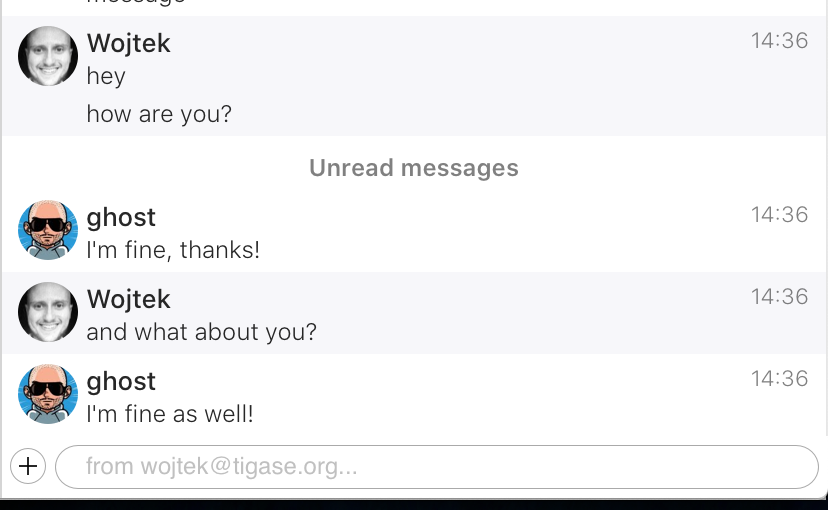 message
Wojtek 14:36
hey
how are you?
Unread messages
ghost 14:36
I'm fine, thanks!
Wojtek 14:36
and what about you?
ghost 14:36
I'm fine as well!
from wojtek@tigase.org...